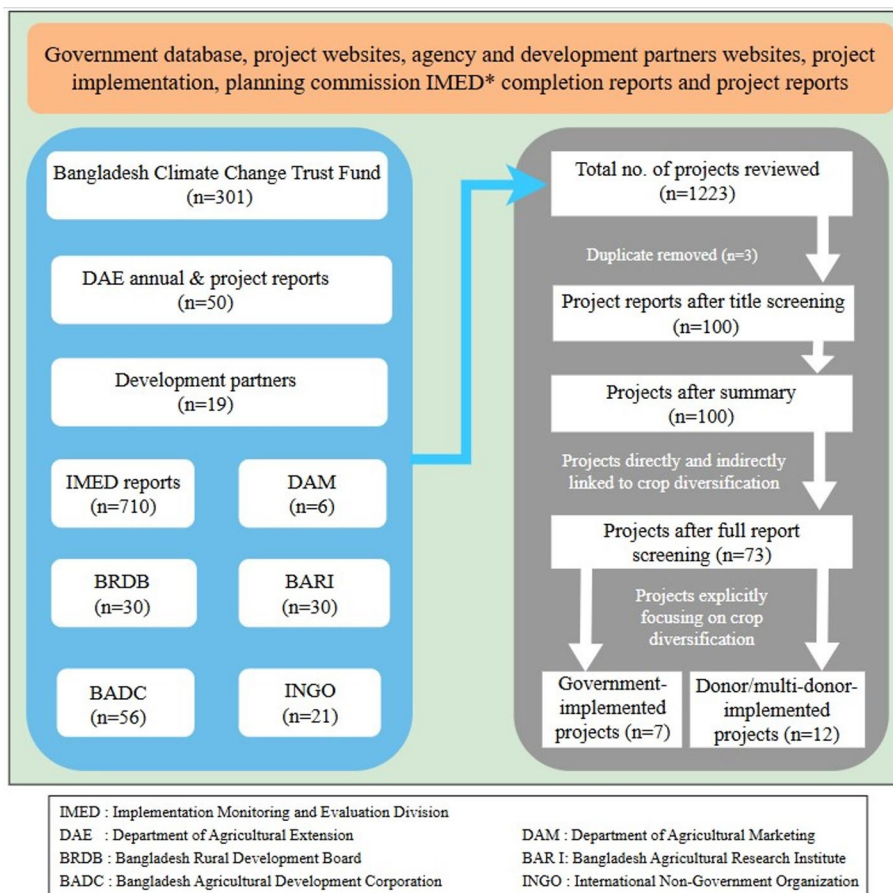 Government database, project websites, agency and development partners websites, project
implementation, planning commission IMED* completion reports and project reports
Bangladesh Climate Change Trust Fund
(n=301)
DAE annual & project reports
(n=50)
Development partners
(n=19)
IMED reports
(n=710)
DAM
(n=6)
BRDB
(n=30)
BARI
(n=30)
BADC
(n=56)
INGO
(n=21)
Total no. of projects reviewed
(n=1223)
Duplicate removed (n=3)
Project reports after title screening
(n=100)
Projects after summary
(n=100)
Projects directly and indirectly
linked to crop diversification
Projects after full report
screening (n=73)
Projects explicitly
focusing on crop
diversification
Government-
implemented
projects (n=7)
Donor/multi-donor-
implemented
projects (n=12)
IMED : Implementation Monitoring and Evaluation Division
DAE : Department of Agricultural Extension
DAM : Department of Agricultural Marketing
BRDB : Bangladesh Rural Development Board
BAR I: Bangladesh Agricultural Research Institute
BADC : Bangladesh Agricultural Development Corporation
INGO : International Non-Government Organization